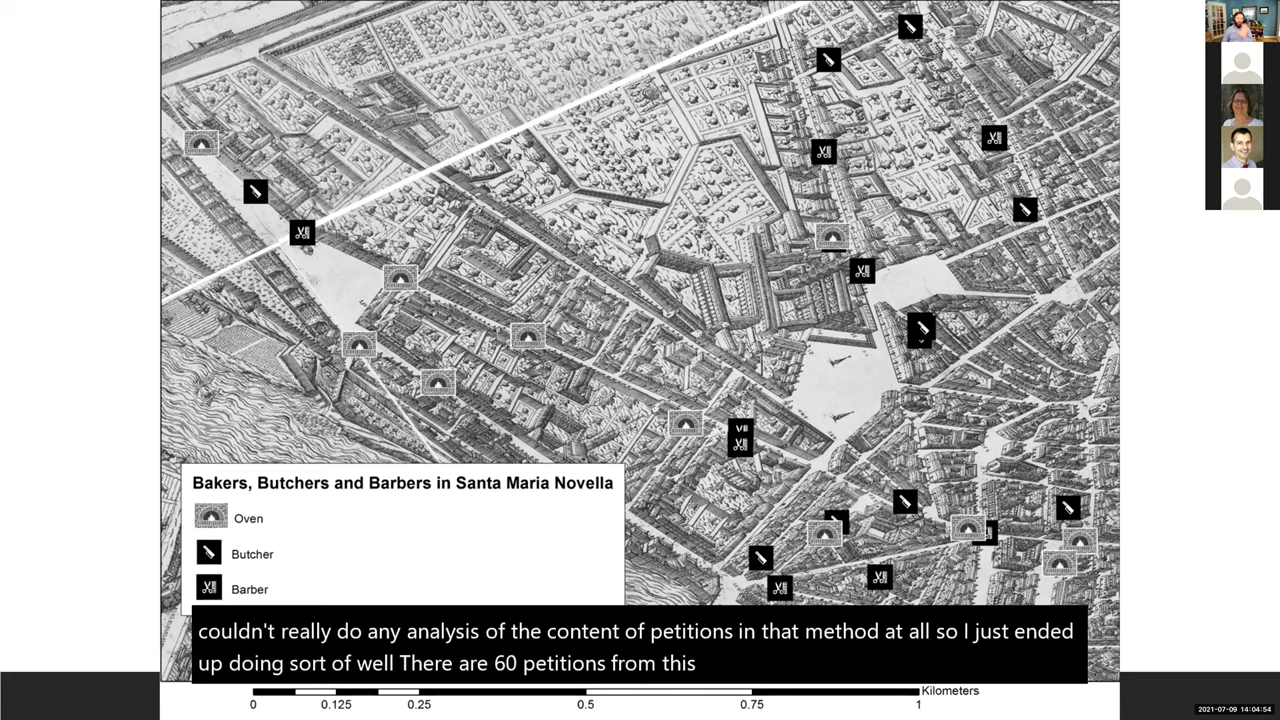 Bakers, Butchers and Barbers in Santa Maria Novella
Oven
Butcher
Barber
couldn't really do any analysis of the content of petitions in that method at all so I just ended
up doing sort of well There are 60 petitions from this
Kilometers
0 0.125 0.25 0.5 0.75 1
2021-07-09 14:04:54